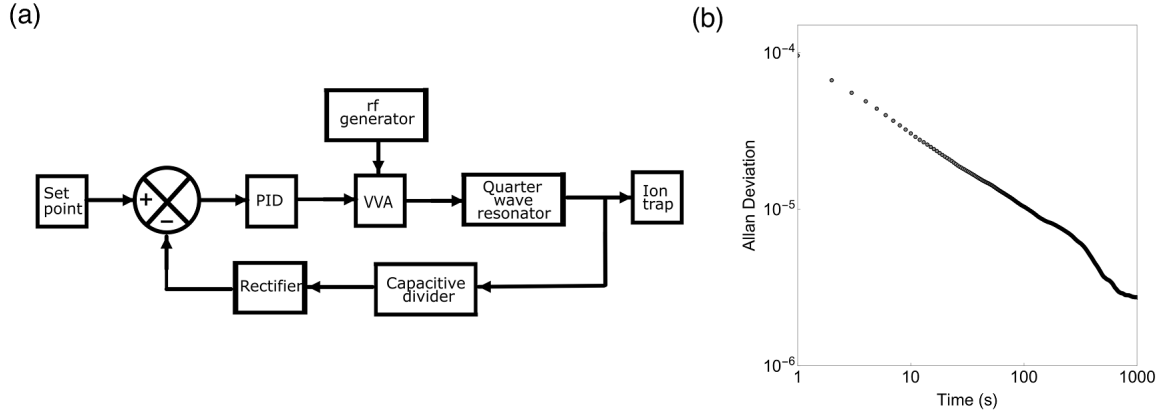 (a)
rf
generator
Set
point
+
−
PID
VVA
Quarter
wave
resonator
Ion
trap
Rectifier
Capacitive
divider
(b)
Allan Deviation
10⁻⁴
10⁻⁵
10⁻⁶
1
10
100
1000
Time (s)